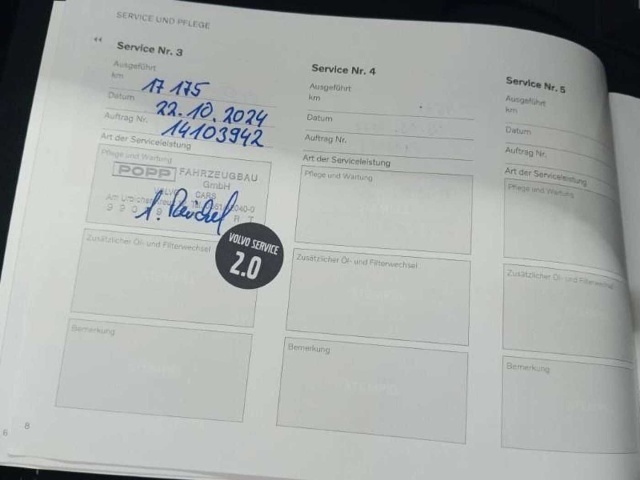 SERVICE UND PFLEGE
Service Nr. 3
Ausgeführt
km 17 175
Datum 22.10.2024
Auftrag Nr. 14103942
Art der Serviceleistung
Pflege und Wartung
POPP FAHRZEUGBAU
GmbH
CARS
VOLVO SERVICE
2.0
Zusätzlicher Öl- und Filterwechsel
Bemerkung
Service Nr. 4
Ausgeführt
km
Datum
Auftrag Nr.
Art der Serviceleistung
Pflege und Wartung
Zusätzlicher Öl- und Filterwechsel
Bemerkung
Service Nr. 5
Ausgeführt
km
Datum
Auftrag Nr.
Art der Serviceleistung
Pflege und Wartung
Zusätzlicher Öl- und Filterwechsel
Bemerkung
6
8